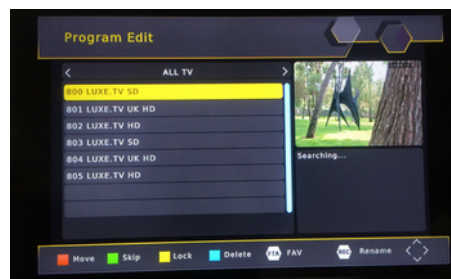 Program Edit
< ALL TV >
800 LUXE.TV SD
801 LUXE.TV UK HD
802 LUXE.TV HD
803 LUXE.TV SD
804 LUXE.TV UK HD
805 LUXE.TV HD
Searching...
Move Skip Lock Delete FAV Rename